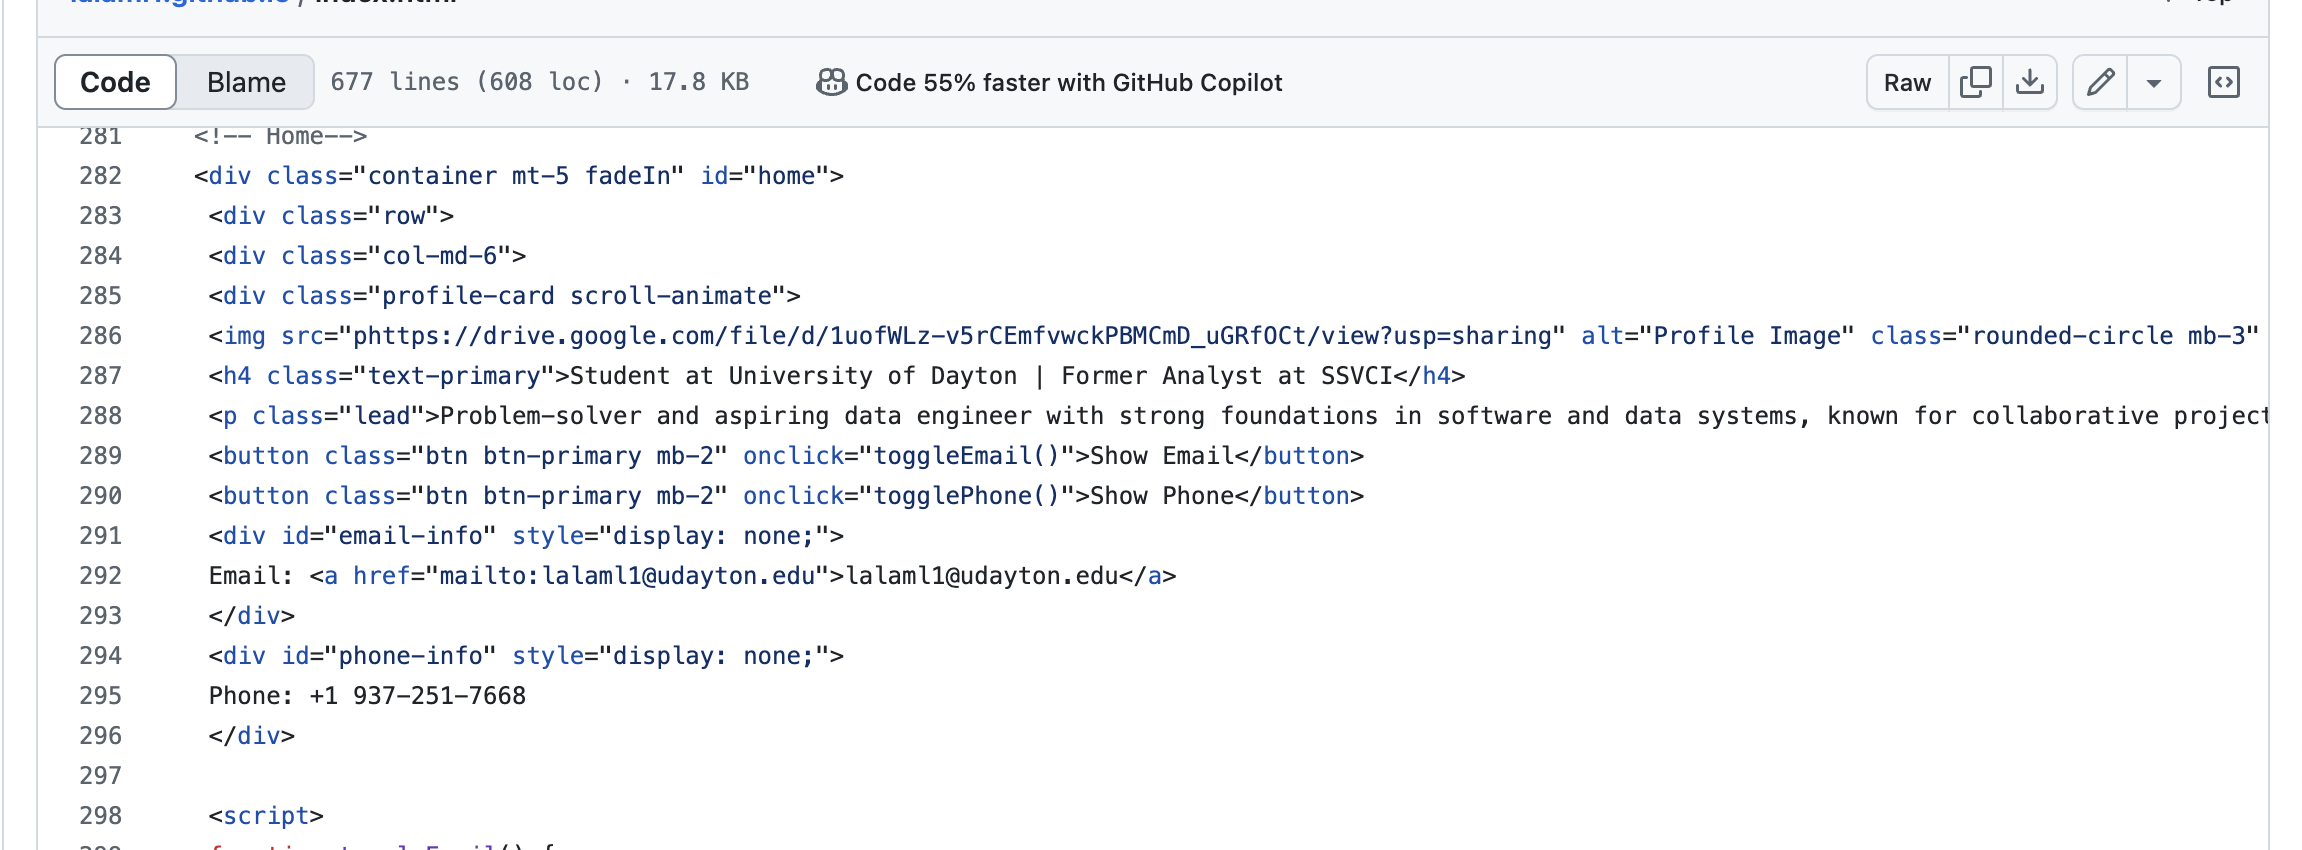 / index.html
Top
Code Blame 677 lines (608 loc) · 17.8 KB Code 55% faster with GitHub Copilot Raw
281 <!-- Home-->
282 <div class="container mt-5 fadeIn" id="home">
283 <div class="row">
284 <div class="col-md-6">
285 <div class="profile-card scroll-animate">
286 <img src="phttps://drive.google.com/file/d/1uofWLz-v5rCEmfvwckPBMCmD_uGRfOCt/view?usp=sharing" alt="Profile Image" class="rounded-circle mb-3"
287 <h4 class="text-primary">Student at University of Dayton | Former Analyst at SSVCI</h4>
288 <p class="lead">Problem-solver and aspiring data engineer with strong foundations in software and data systems, known for collaborative project
289 <button class="btn btn-primary mb-2" onclick="toggleEmail()">Show Email</button>
290 <button class="btn btn-primary mb-2" onclick="togglePhone()">Show Phone</button>
291 <div id="email-info" style="display: none;">
292 Email: <a href="mailto:lalaml1@udayton.edu">lalaml1@udayton.edu</a>
293 </div>
294 <div id="phone-info" style="display: none;">
295 Phone: +1 937-251-7668
296 </div>
297
298 <script>